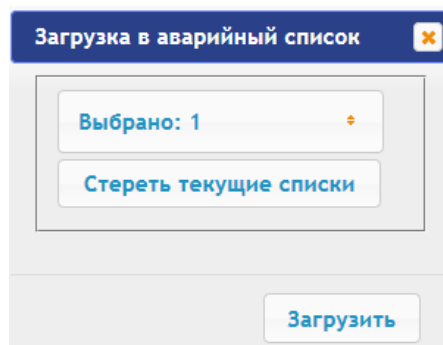 Загрузка в аварийный список
Выбрано: 1
Стереть текущие списки
Загрузить